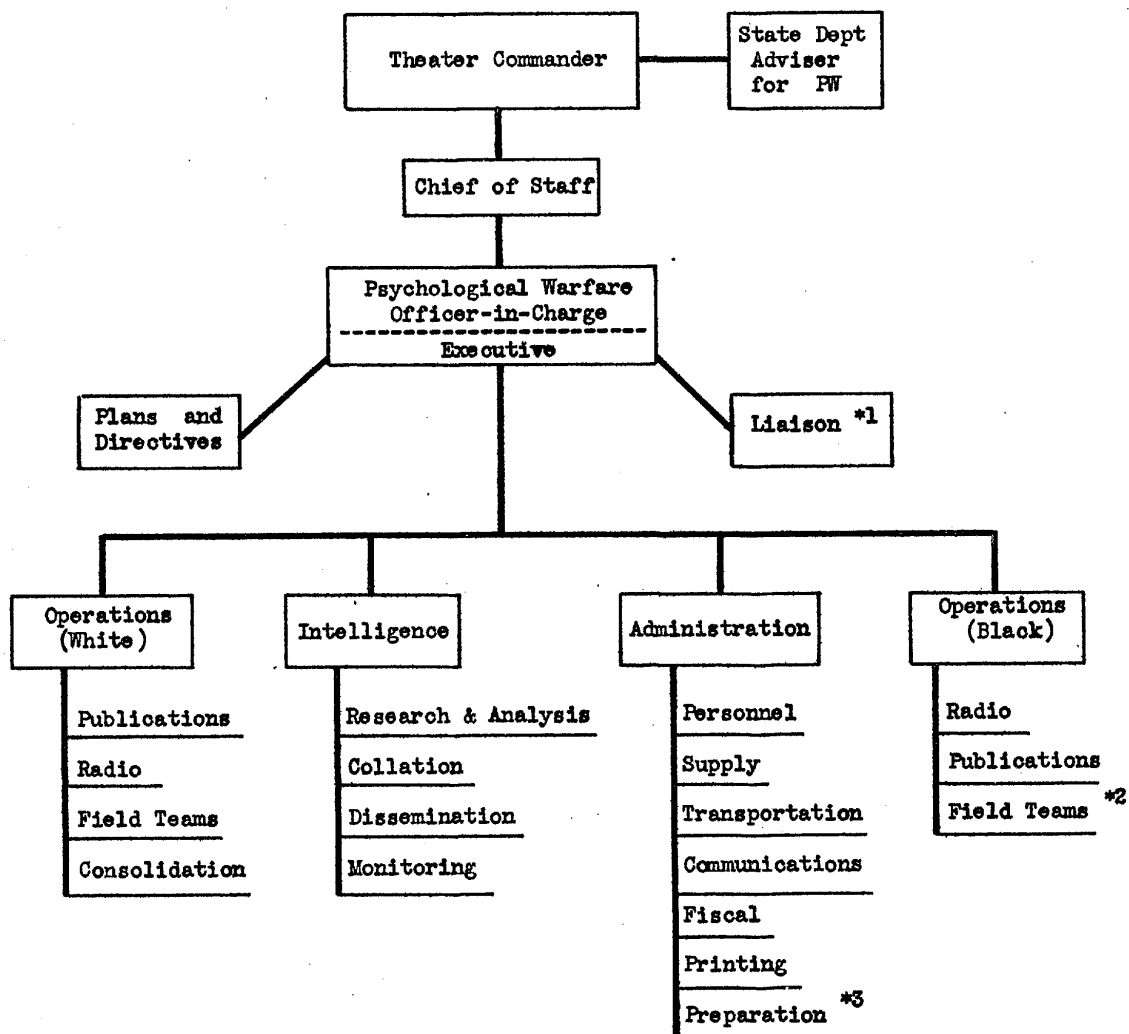 Theater Commander
State Dept
Adviser
for PW
Chief of Staff
Psychological Warfare
Officer-in-Charge
Executive
Plans and
Directives
Liaison *1
Operations
(White)
Intelligence
Administration
Operations
(Black)
Publications
Radio
Field Teams
Consolidation
Research & Analysis
Collation
Dissemination
Monitoring
Personnel
Supply
Transportation
Communications
Fiscal
Printing
Preparation *3
Radio
Publications
Field Teams *2